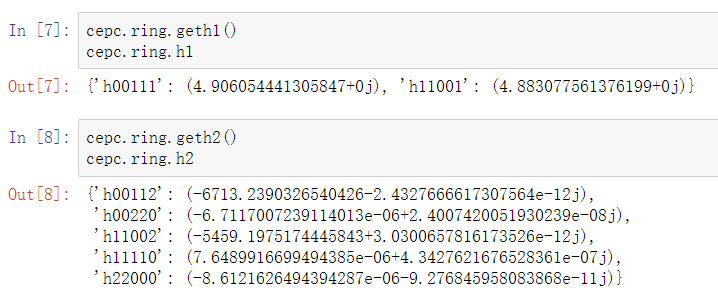 In [7]: cepc.ring.geth1()
cepc.ring.h1
Out[7]: {'h00111': (4.906054441305847+0j), 'h11001': (4.883077561376199+0j)}
In [8]: cepc.ring.geth2()
cepc.ring.h2
Out[8]: {'h00112': (-6713.2390326540426-2.4327666617307564e-12j),
'h00220': (-6.7117007239114013e-06+2.4007420051930239e-08j),
'h11002': (-5459.1975174445843+3.0300657816173526e-12j),
'h11110': (7.6489916699494385e-06+4.3427621676528361e-07j),
'h22000': (-8.6121626494394287e-06-9.276845958083868e-11j)}